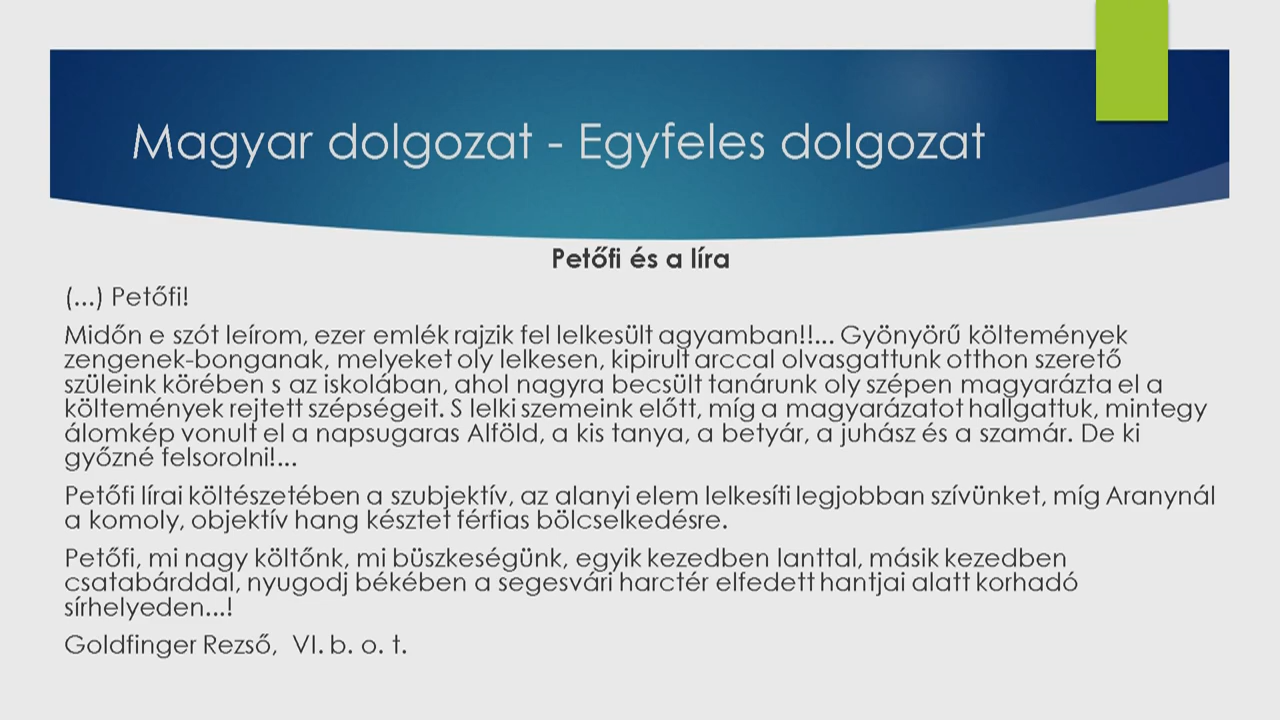 Magyar dolgozat - Egyfeles dolgozat
Petőfi és a líra
(...) Petőfi!
Midőn e szót leírom, ezer emlék rajzik fel lelkesült agyamban!!... Gyönyörű költemények
zengenek-bonganak, melyeket oly lelkesen, kipirult arccal olvasgattunk otthon szerető
szüleink körében s az iskolában, ahol nagyra becsült tanárunk oly szépen magyarázta el a
költemények rejtett szépségeit. S lelki szemeink előtt, míg a magyarázatot hallgattuk, mintegy
álomkép vonult el a napsugaras Alföld, a kis tanya, a betyár, a juhász és a szamár. De ki
győzné felsorolni!...
Petőfi lírai költészetében a szubjektív, az alanyi elem lelkesíti legjobban szívünket, míg Aranynál
a komoly, objektív hang késztet férfias bölcselkedésre.
Petőfi, mi nagy költőnk, mi büszkeségünk, egyik kezedben lanttal, másik kezedben
csatabárddal, nyugodj békében a segesvári harctér elfedett hantjai alatt korhadó
sírhelyeden...!
Goldfinger Rezső, VI. b. o. t.